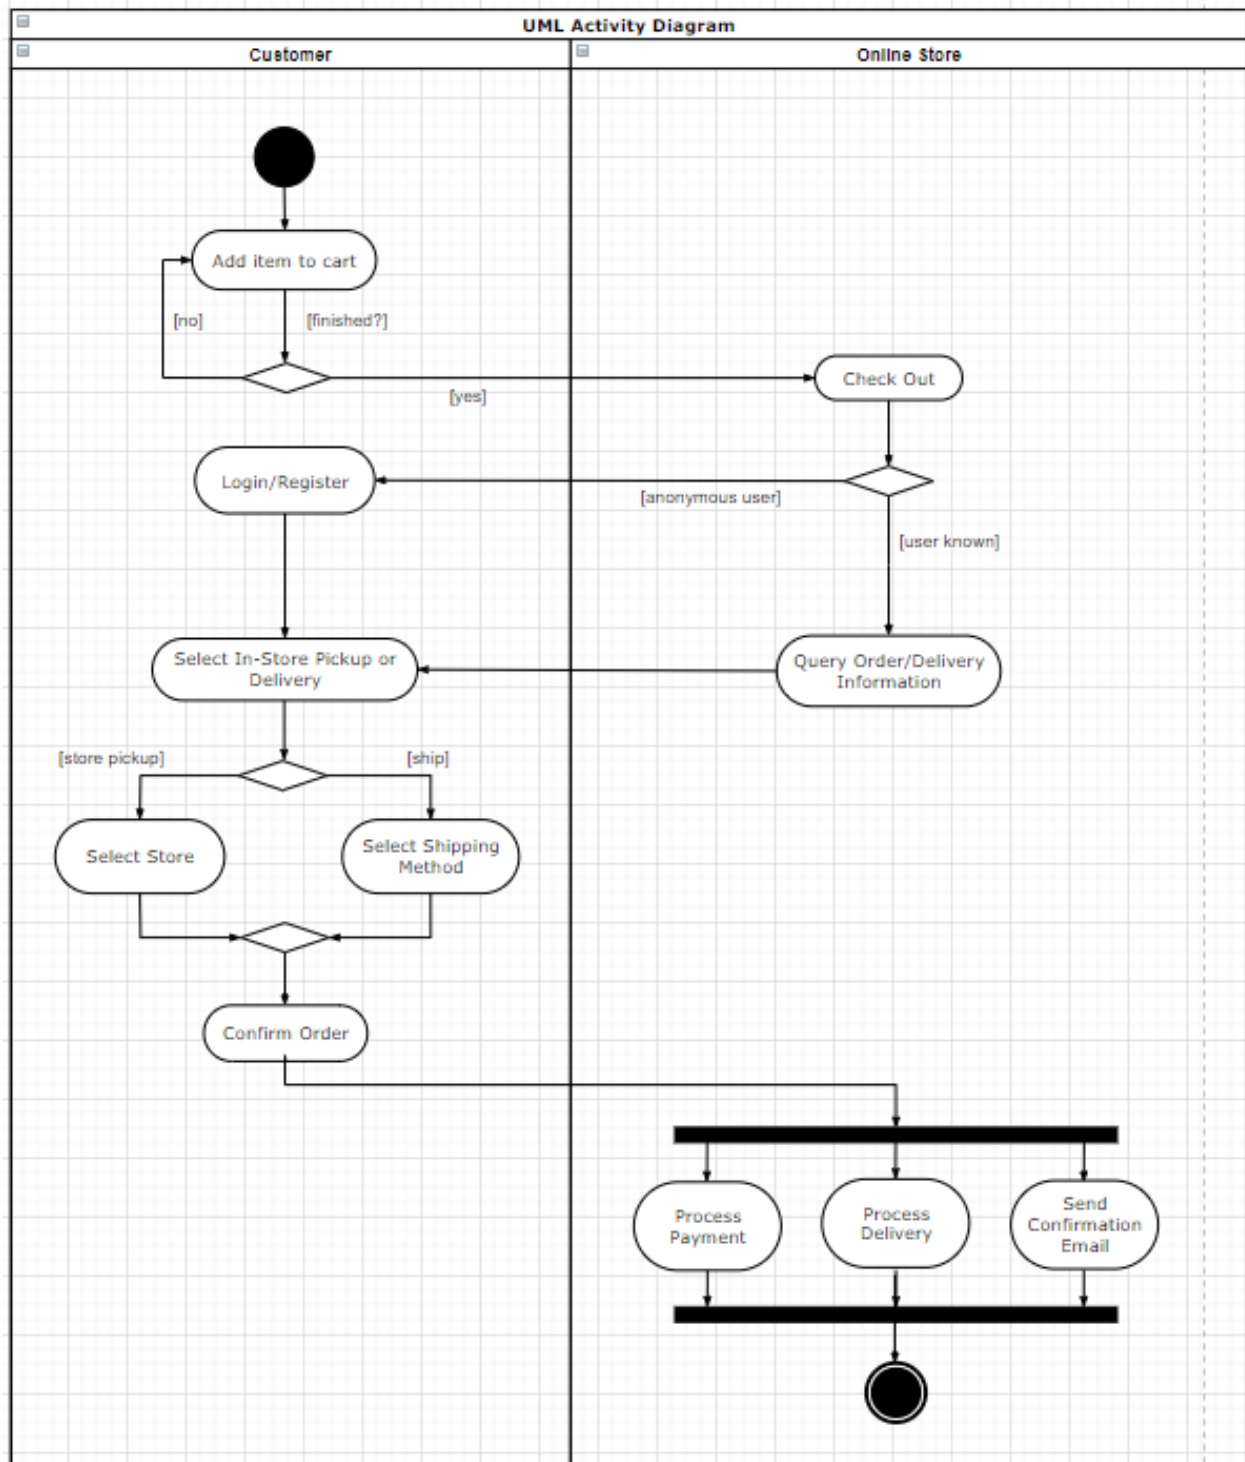 UML Activity Diagram
Customer
Online Store
Add item to cart
[no]
[finished?]
[yes]
Check Out
Login/Register
[anonymous user]
[user known]
Select In-Store Pickup or
Delivery
Query Order/Delivery
Information
[store pickup]
[ship]
Select Store
Select Shipping
Method
Confirm Order
Process
Payment
Process
Delivery
Send
Confirmation
Email